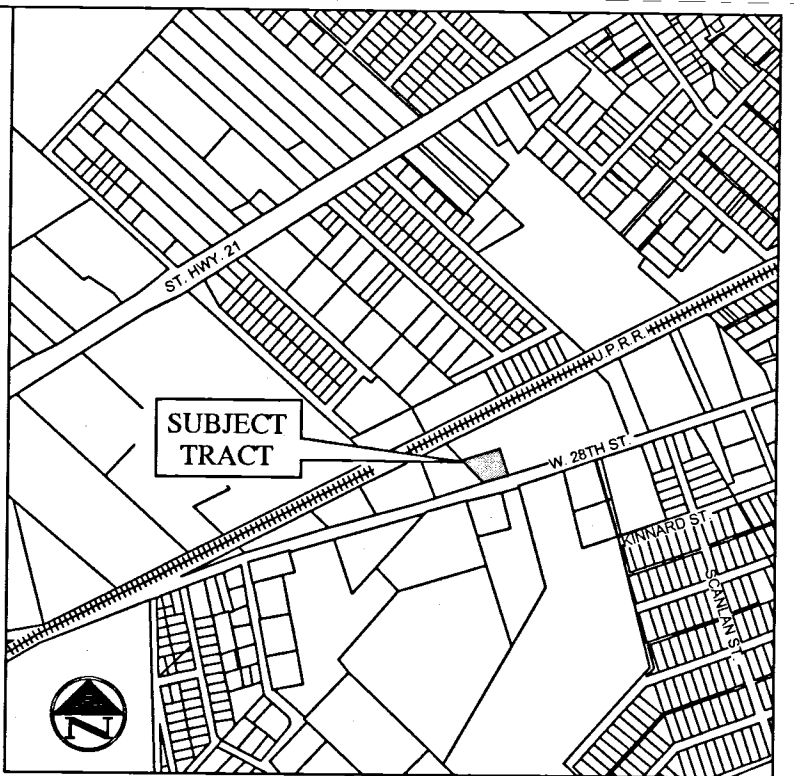 ST. HWY. 21
U.P.R.R.
SUBJECT
TRACT
W. 28TH ST.
KINNARD ST.
SCANLAN ST.
N